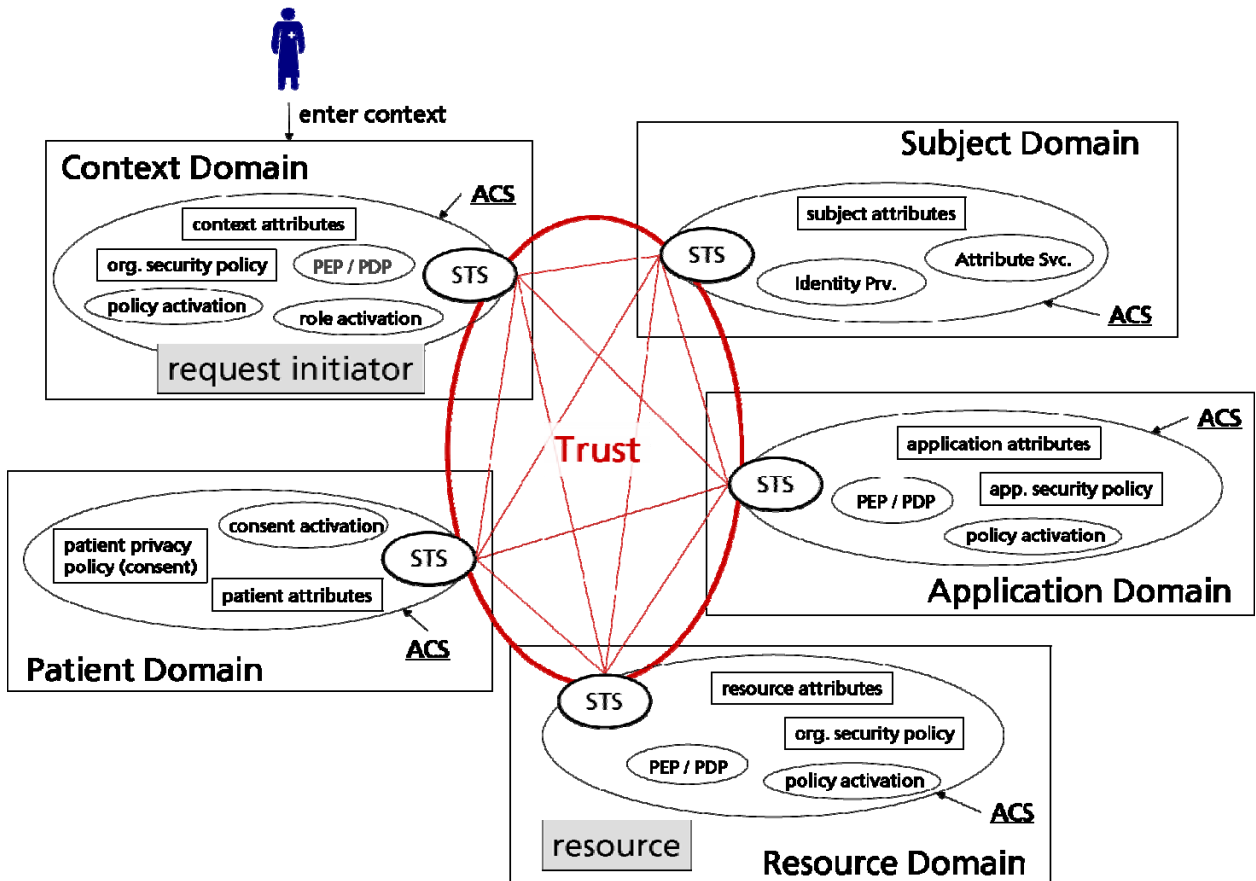 enter context
Context Domain
ACS
context attributes
org. security policy
PEP / PDP
policy activation
role activation
STS
request initiator
Subject Domain
subject attributes
STS
Attribute Svc.
Identity Prv.
ACS
Trust
ACS
application attributes
STS
PEP / PDP
app. security policy
policy activation
Application Domain
consent activation
patient privacy
policy (consent)
STS
patient attributes
ACS
Patient Domain
STS
resource attributes
org. security policy
PEP / PDP
policy activation
ACS
resource
Resource Domain